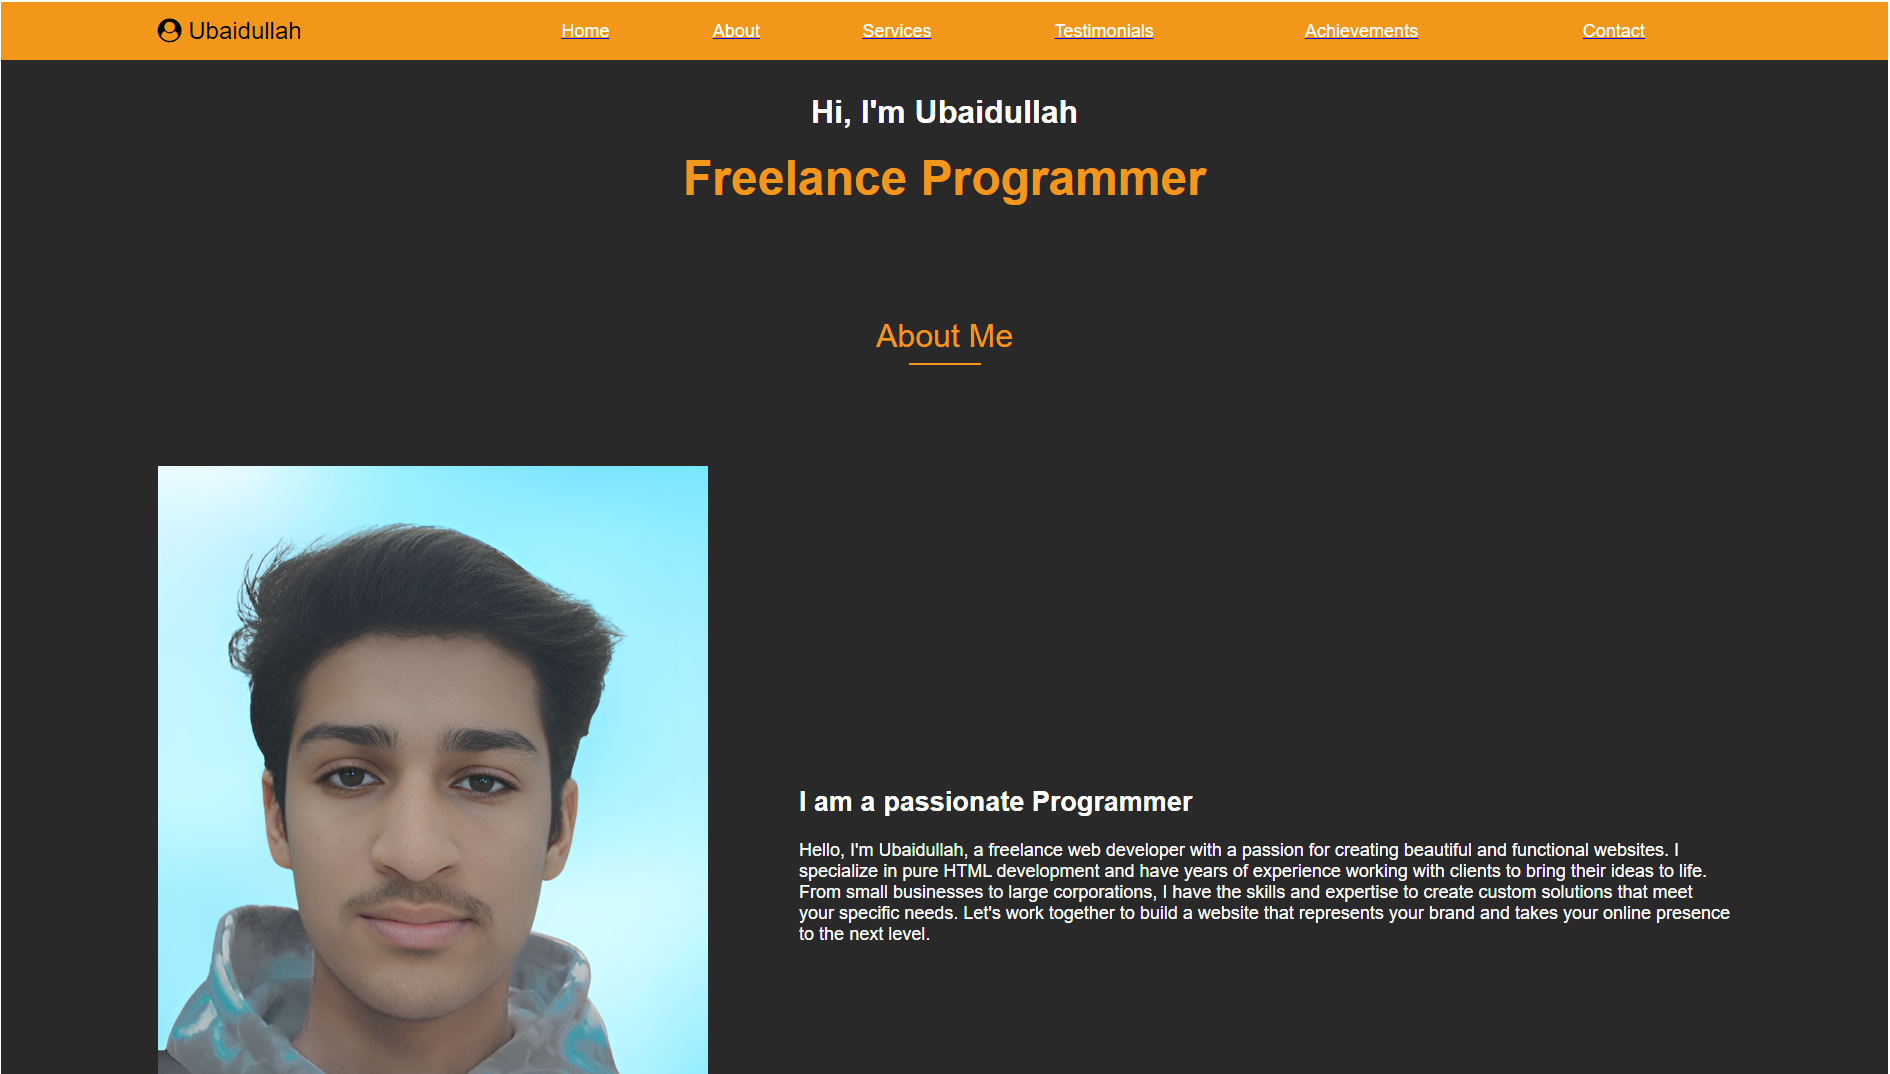 Ubaidullah
Home
About
Services
Testimonials
Achievements
Contact
Hi, I'm Ubaidullah
Freelance Programmer
About Me
I am a passionate Programmer
Hello, I'm Ubaidullah, a freelance web developer with a passion for creating beautiful and functional websites. I
specialize in pure HTML development and have years of experience working with clients to bring their ideas to life.
From small businesses to large corporations, I have the skills and expertise to create custom solutions that meet
your specific needs. Let's work together to build a website that represents your brand and takes your online presence
to the next level.